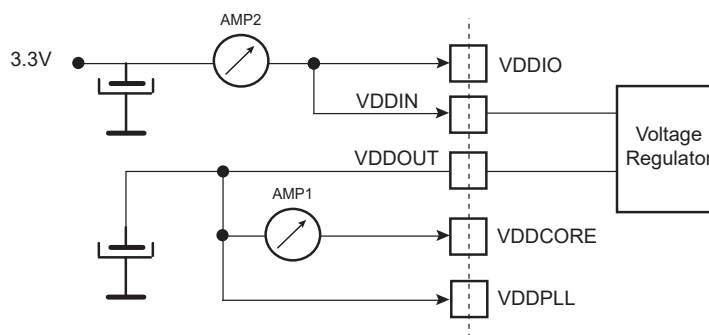 AMP2
3.3V
VDDIO
VDDIN
Voltage
Regulator
VDDOUT
AMP1
VDDCORE
VDDPLL